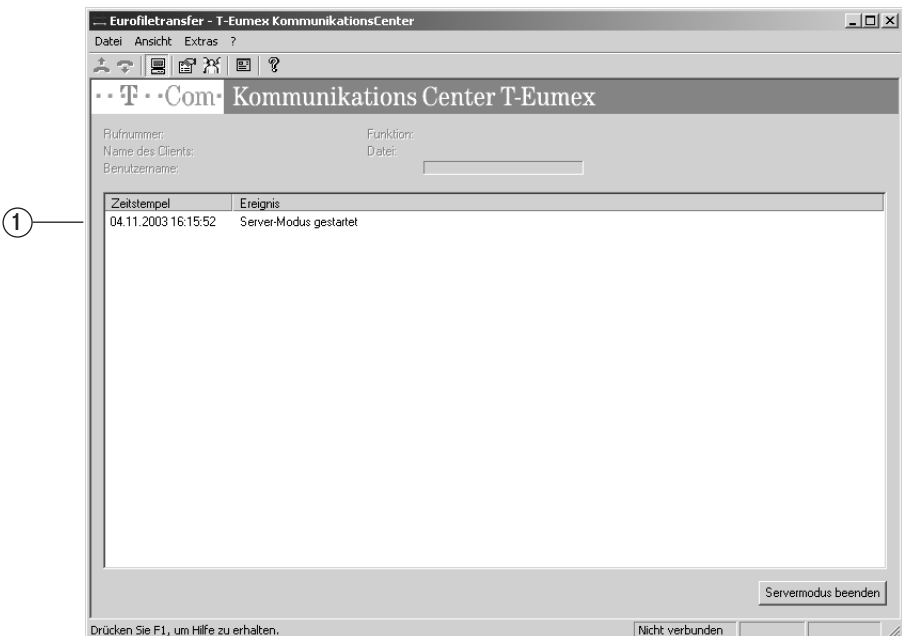 Eurofiletransfer - T-Eumex KommunikationsCenter
Datei Ansicht Extras ?
··T··Com· Kommunikations Center T-Eumex
Rufnummer: Funktion:
Name des Clients: Datei:
Benutzername:
Zeitstempel Ereignis
1
04.11.2003 16:15:52 Server-Modus gestartet
Servermodus beenden
Drücken Sie F1, um Hilfe zu erhalten. Nicht verbunden